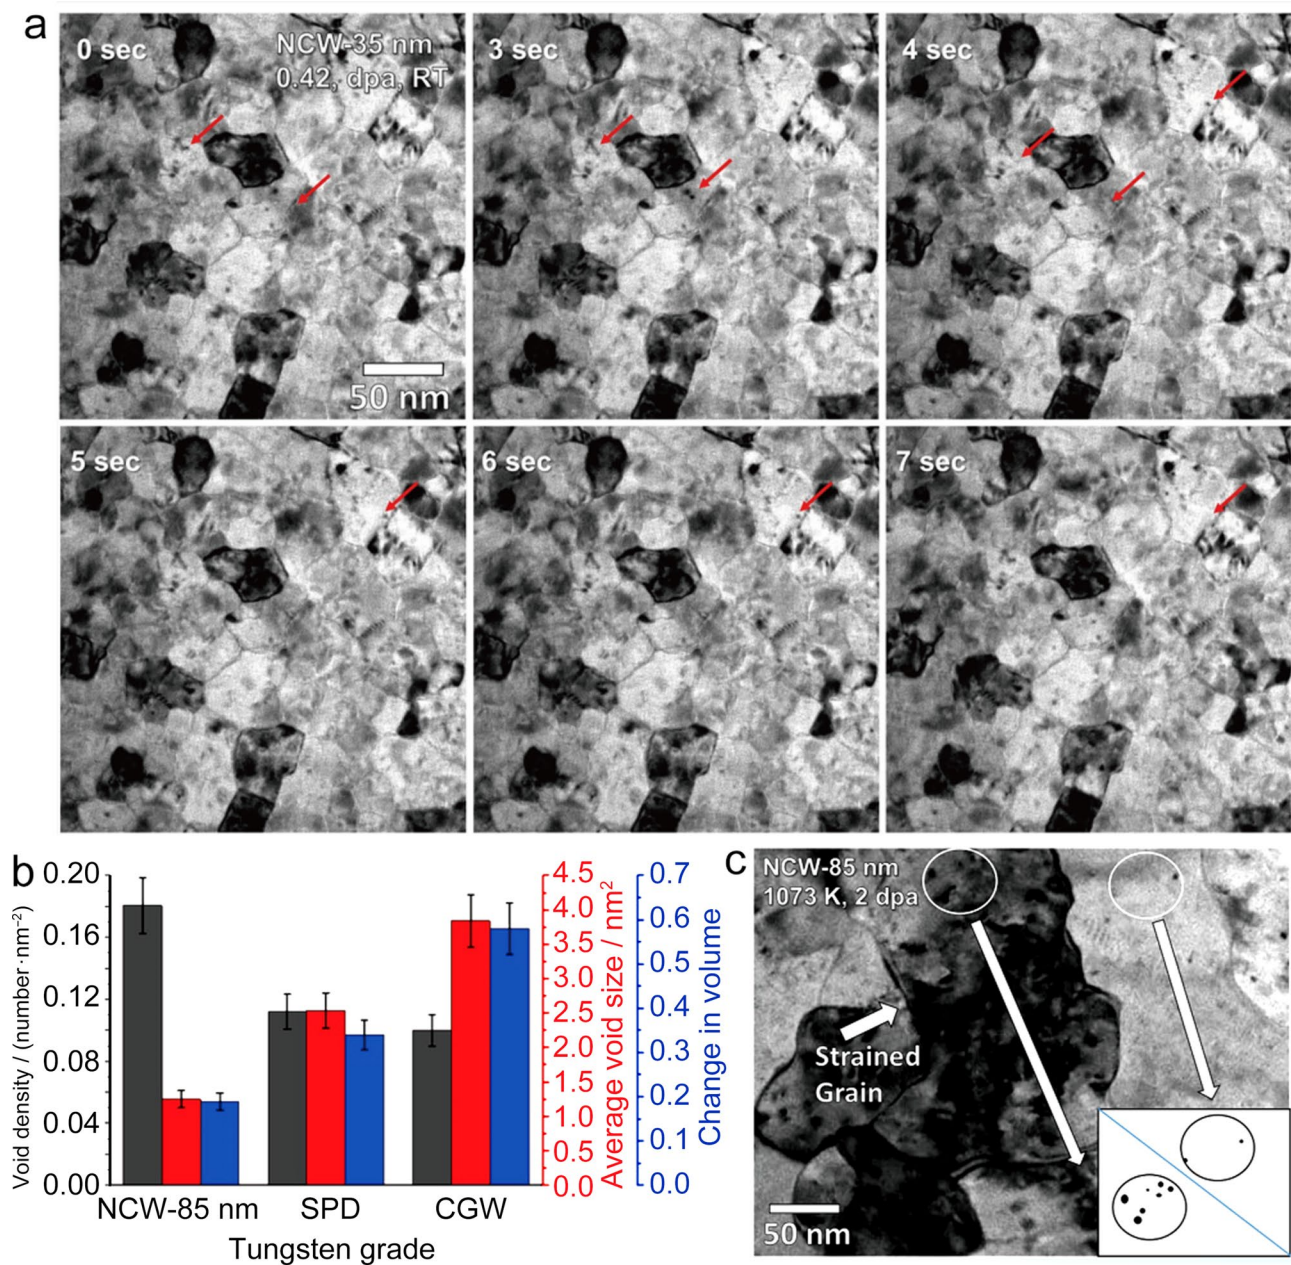 a
0 sec
NCW-35 nm
0.42, dpa, RT
50 nm
3 sec
4 sec
5 sec
6 sec
7 sec
b
Void density / (number·nm⁻²)
0.20
0.16
0.12
0.08
0.04
0.00
4.5
4.0
3.5
3.0
2.5
2.0
1.5
1.0
0.5
0.0
Average void size / nm²
0.7
0.6
0.5
0.4
0.3
0.2
0.1
0.0
Change in volume
NCW-85 nm
SPD
CGW
Tungsten grade
c
NCW-85 nm
1073 K, 2 dpa
Strained
Grain
50 nm